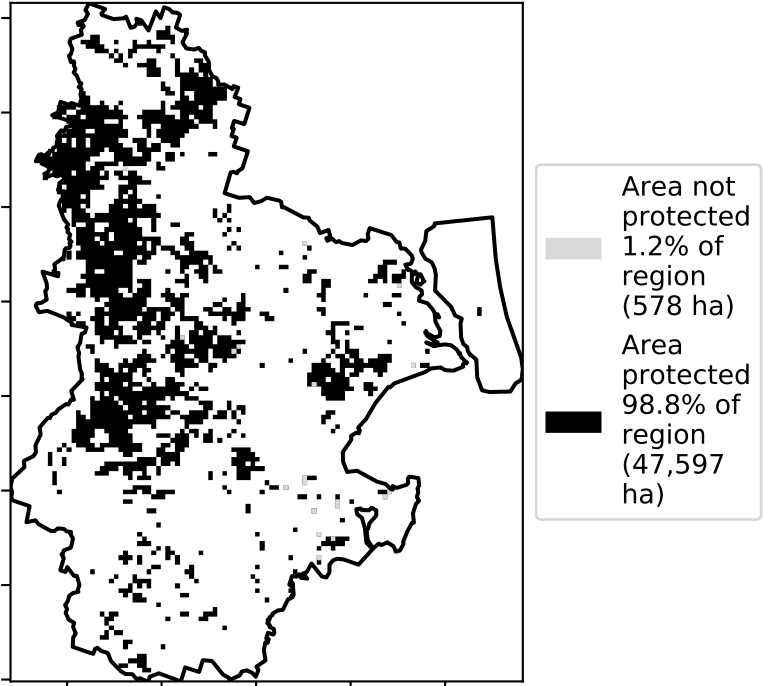 Area not
protected
1.2% of
region
(578 ha)
Area
protected
98.8% of
region
(47,597
ha)